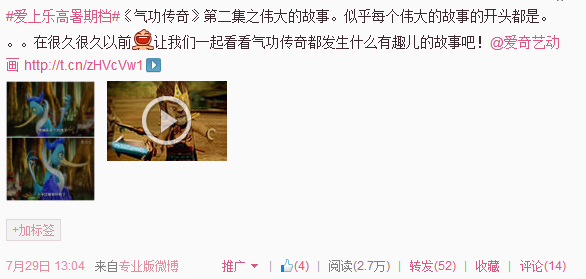 #爱上乐高暑期档#《气功传奇》第二集之伟大的故事。似乎每个伟大的故事的开头都是。
。。在很久很久以前让我们一起看看气功传奇都发生什么有趣儿的故事吧！@爱奇艺动
画 http://t.cn/zHVcVw1
+加标签
7月29日 13:04 来自专业版微博 推广 | (4) | 阅读(2.7万) | 转发(52) | 收藏 | 评论(14)